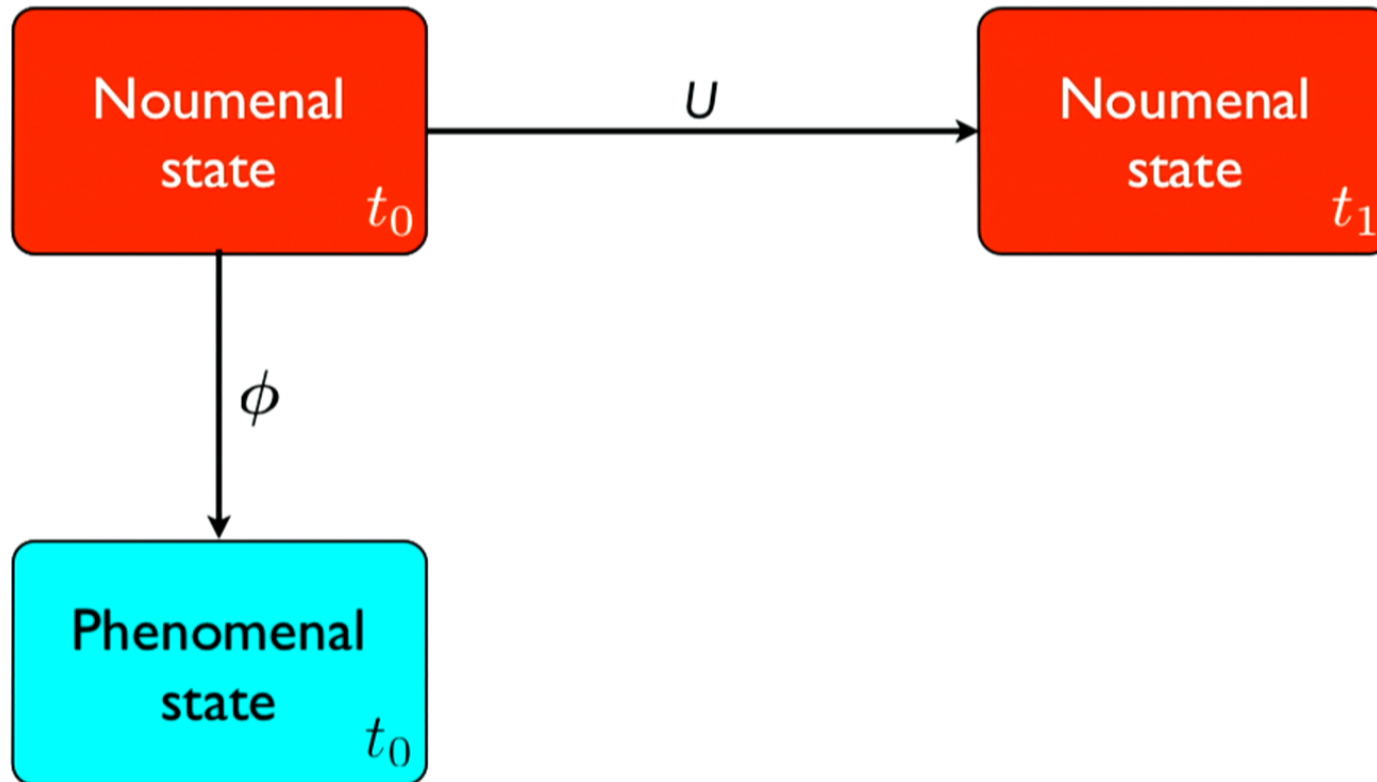 Noumenal
state
t₀
U
Noumenal
state
t₁
ϕ
Phenomenal
state
t₀